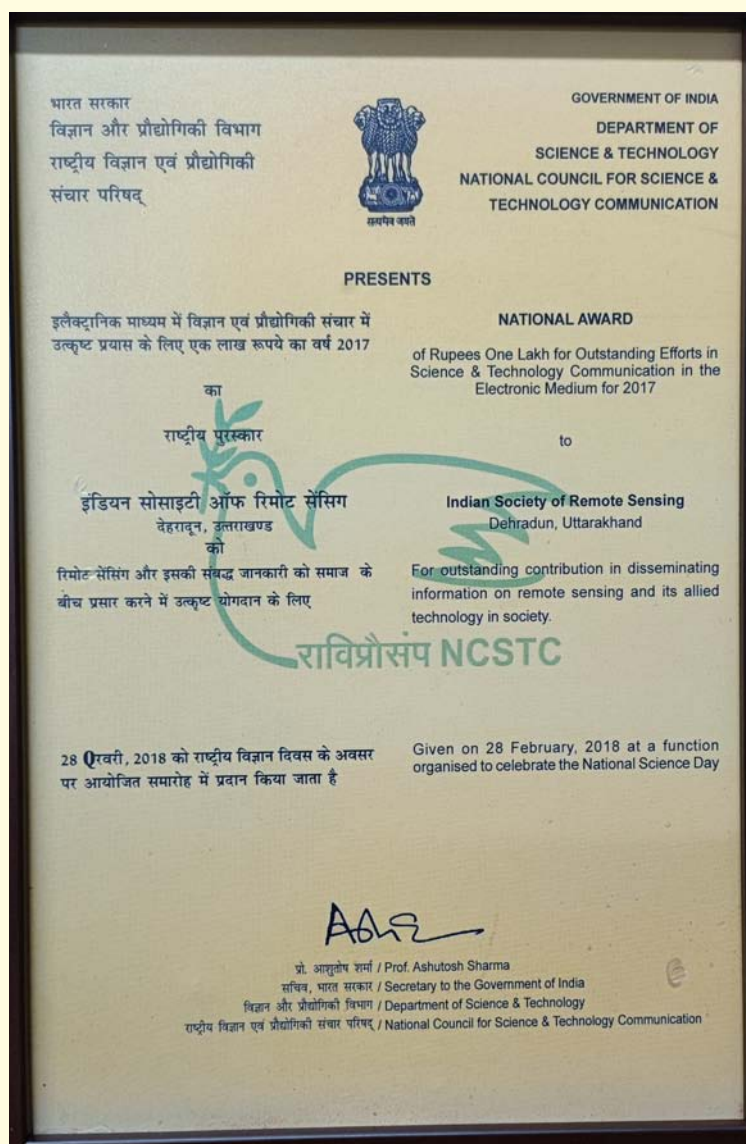 भारत सरकार
विज्ञान और प्रौद्योगिकी विभाग
राष्ट्रीय विज्ञान एवं प्रौद्योगिकी
संचार परिषद्
सत्यमेव जयते
GOVERNMENT OF INDIA
DEPARTMENT OF
SCIENCE & TECHNOLOGY
NATIONAL COUNCIL FOR SCIENCE &
TECHNOLOGY COMMUNICATION
PRESENTS
इलैक्ट्रानिक माध्यम में विज्ञान एवं प्रौद्योगिकी संचार में
उत्कृष्ट प्रयास के लिए एक लाख रूपये का वर्ष 2017
का
राष्ट्रीय पुरस्कार
इंडियन सोसाइटी ऑफ रिमोट सेंसिग
देहरादून, उत्तराखण्ड
को
रिमोट सेंसिंग और इसकी संबद्ध जानकारी को समाज के
बीच प्रसार करने में उत्कृष्ट योगदान के लिए
NATIONAL AWARD
of Rupees One Lakh for Outstanding Efforts in
Science & Technology Communication in the
Electronic Medium for 2017
to
Indian Society of Remote Sensing
Dehradun, Uttarakhand
For outstanding contribution in disseminating
information on remote sensing and its allied
technology in society.
राविप्रौसंप NCSTC
28 प्ररवरी, 2018 को राष्ट्रीय विज्ञान दिवस के अवसर
पर आयोजित समारोह में प्रदान किया जाता है
Given on 28 February, 2018 at a function
organised to celebrate the National Science Day
प्रो. आशुतोष शर्मा / Prof. Ashutosh Sharma
सचिव, भारत सरकार / Secretary to the Government of India
विज्ञान और प्रौद्योगिकी विभाग / Department of Science & Technology
राष्ट्रीय विज्ञान एवं प्रौद्योगिकी संचार परिषद् / National Council for Science & Technology Communication